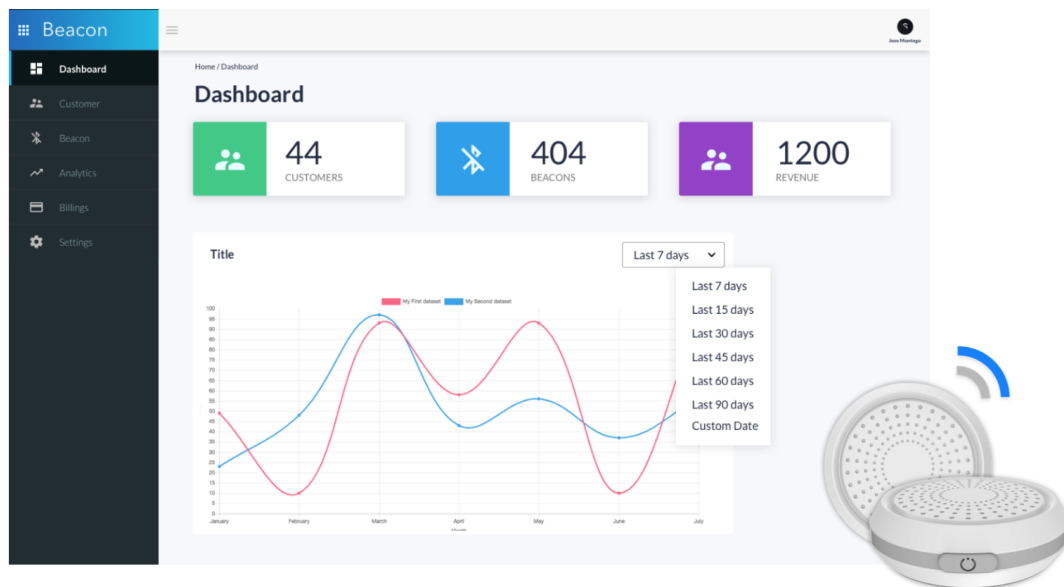 Beacon
Jass Montego
Dashboard
Customer
Beacon
Analytics
Billings
Settings
Home / Dashboard
Dashboard
44
CUSTOMERS
404
BEACONS
1200
REVENUE
Title
Last 7 days
Last 7 days
Last 15 days
Last 30 days
Last 45 days
Last 60 days
Last 90 days
Custom Date
My First dataset My Second dataset
100
95
90
85
80
75
70
65
60
55
50
45
40
35
30
25
20
15
10
5
0
January February March April May June July
Month